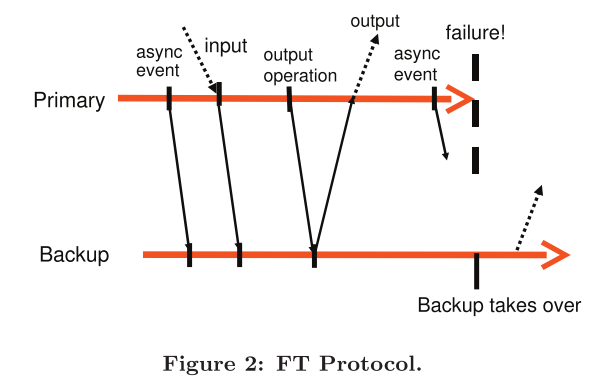 output
failure!
async
event
input
output
operation
async
event
Primary
Backup
Backup takes over
Figure 2: FT Protocol.